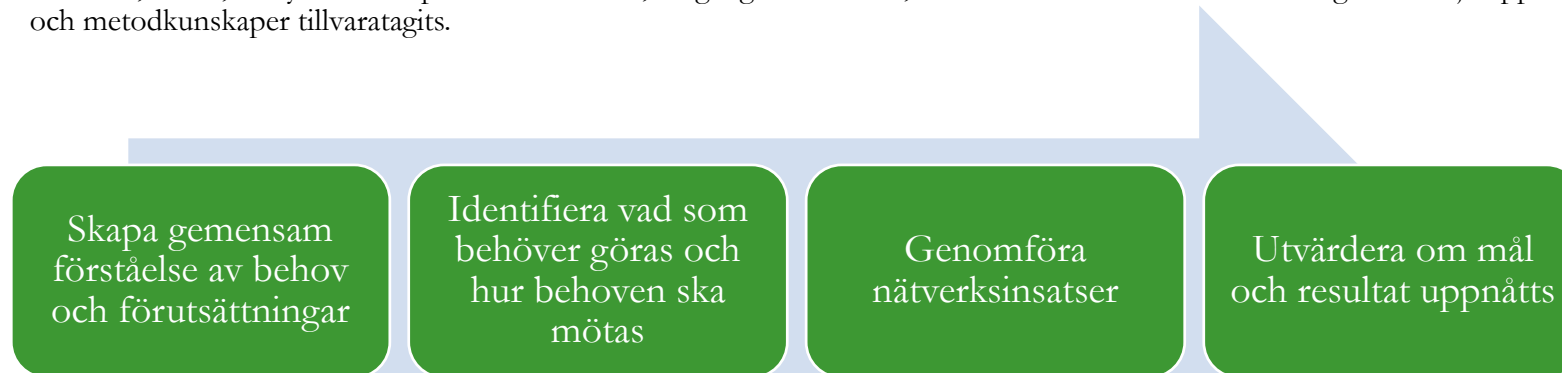 och metodkunskaper tillvaratagits.
Skapa gemensam
förståelse av behov
och förutsättningar
Identifiera vad som
behöver göras och
hur behoven ska
mötas
Genomföra
nätverksinsatser
Utvärdera om mål
och resultat uppnåtts